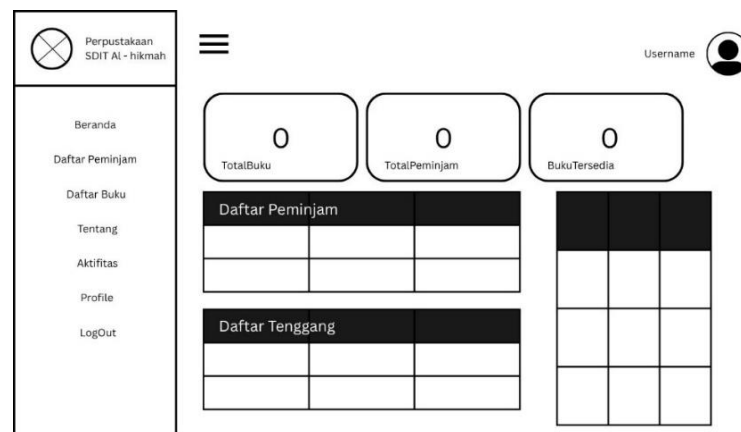 Perpustakaan
SDIT Al - hikmah
Username
Beranda
Daftar Peminjam
Daftar Buku
Tentang
Aktifitas
Profile
LogOut
0
TotalBuku
0
TotalPeminjam
0
BukuTersedia
Daftar Peminjam
Daftar Tenggang